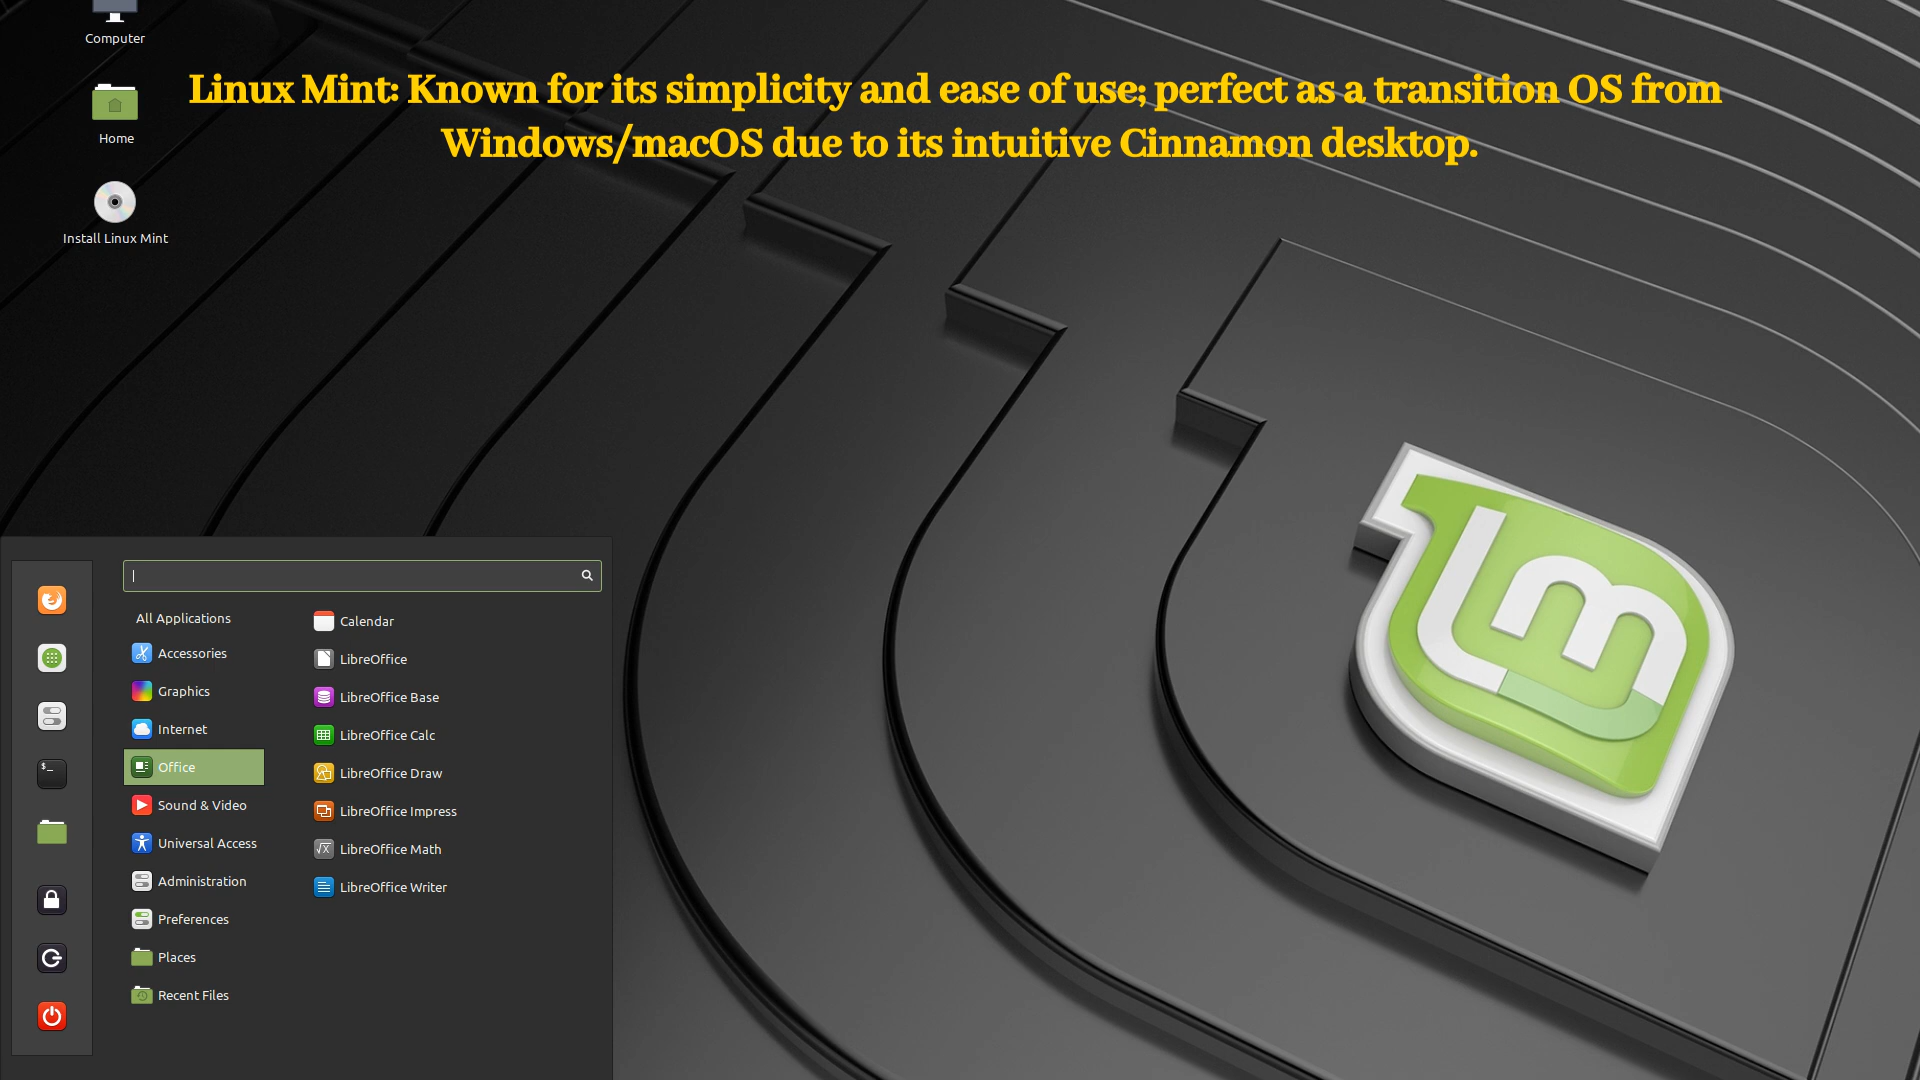 Computer
Linux Mint: Known for its simplicity and ease of use; perfect as a transition OS from
Windows/macOS due to its intuitive Cinnamon desktop.
Home
Install Linux Mint
All Applications
Accessories
Graphics
Internet
Office
Sound & Video
Universal Access
Administration
Preferences
Places
Recent Files
Calendar
LibreOffice
LibreOffice Base
LibreOffice Calc
LibreOffice Draw
LibreOffice Impress
LibreOffice Math
LibreOffice Writer
$_
lm